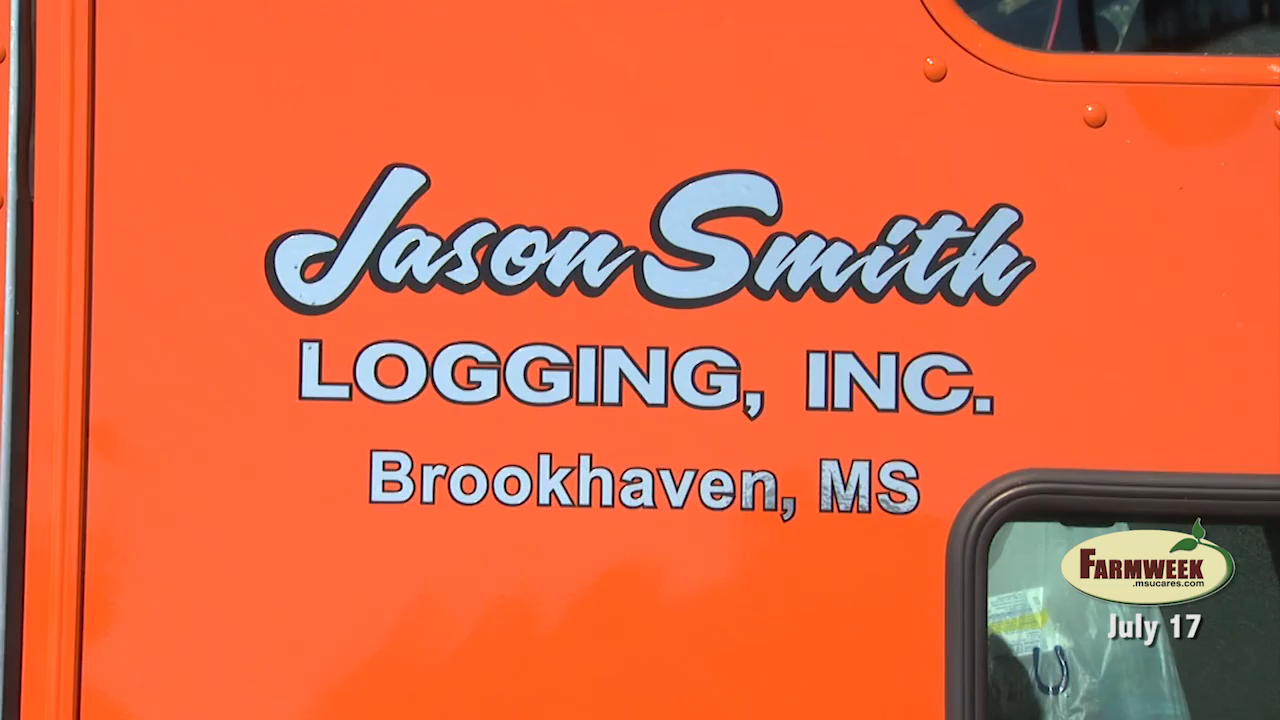 Jason Smith
LOGGING, INC.
Brookhaven, MS
FARMWEEK
.msucares.com
July 17